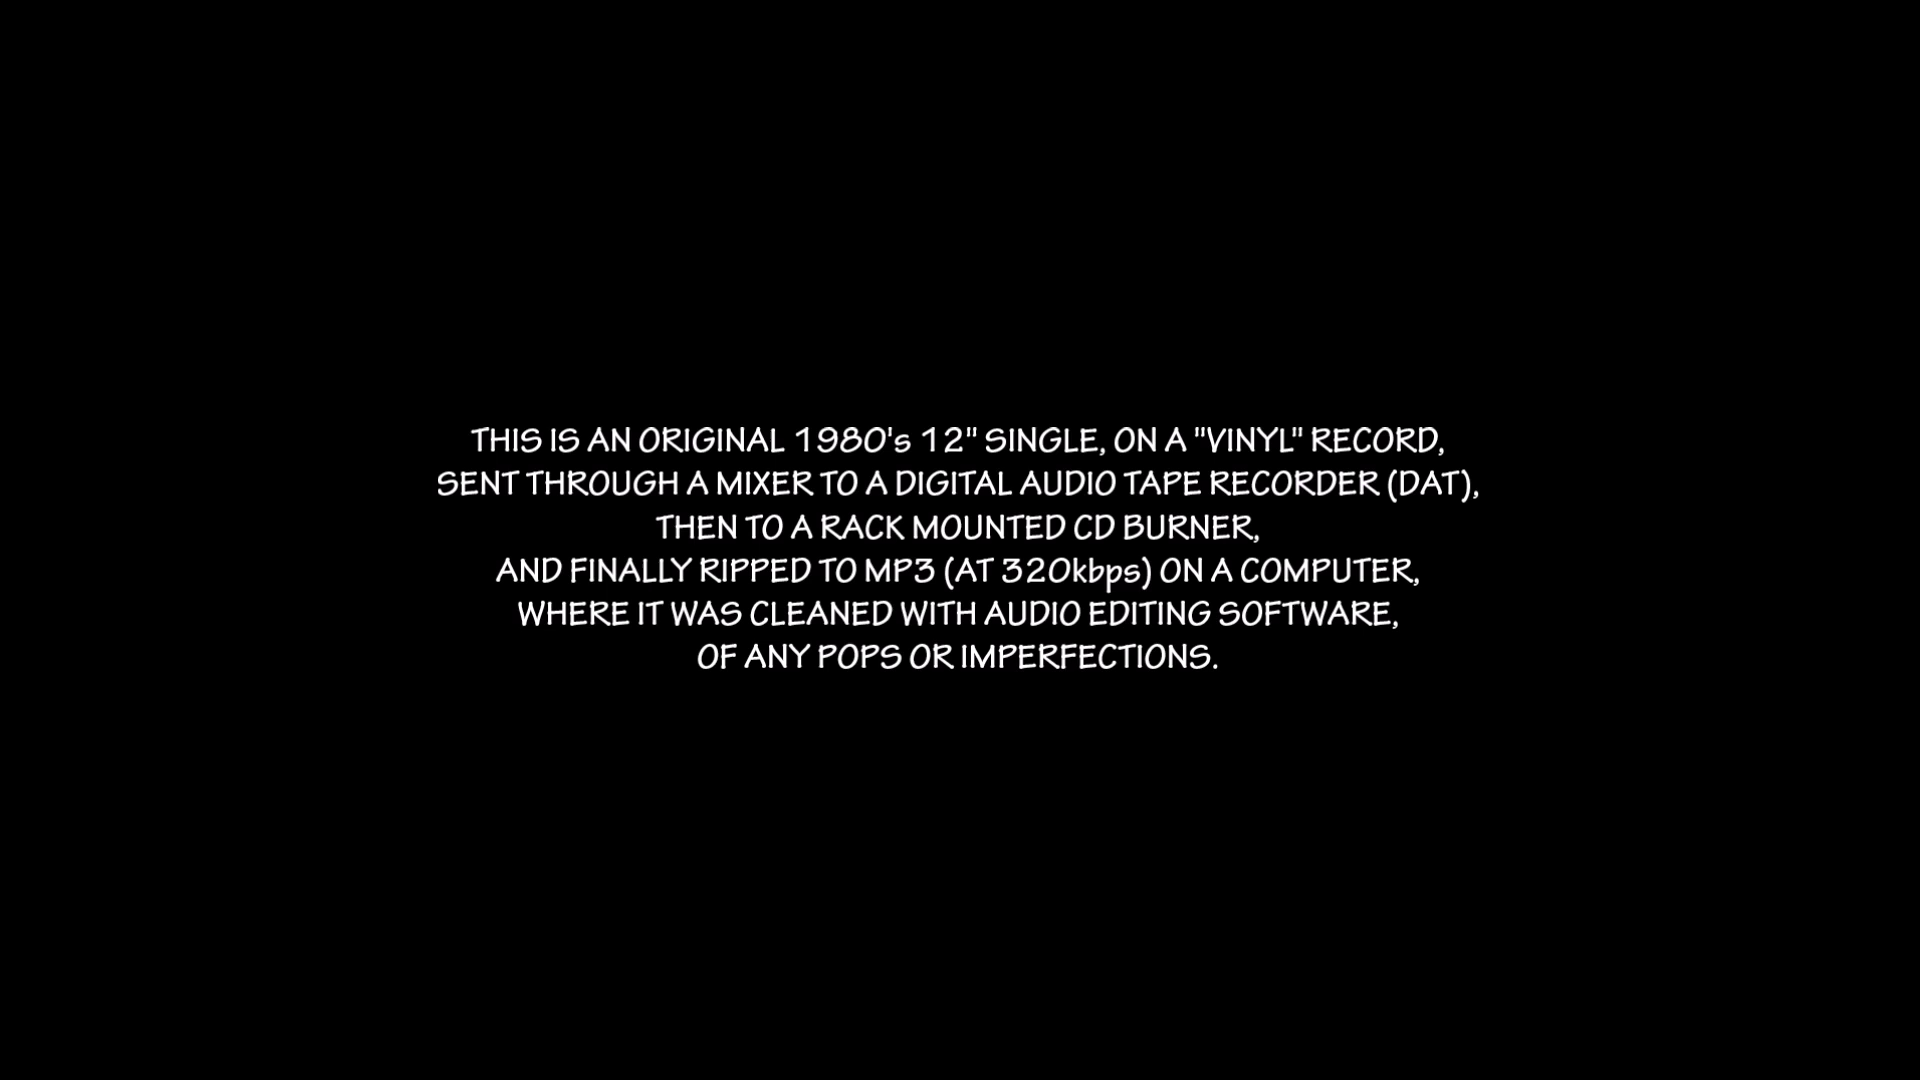 THIS IS AN ORIGINAL 1980's 12" SINGLE, ON A "VINYL" RECORD,
SENT THROUGH A MIXER TO A DIGITAL AUDIO TAPE RECORDER (DAT),
THEN TO A RACK MOUNTED CD BURNER,
AND FINALLY RIPPED TO MP3 (AT 320kbps) ON A COMPUTER,
WHERE IT WAS CLEANED WITH AUDIO EDITING SOFTWARE,
OF ANY POPS OR IMPERFECTIONS.